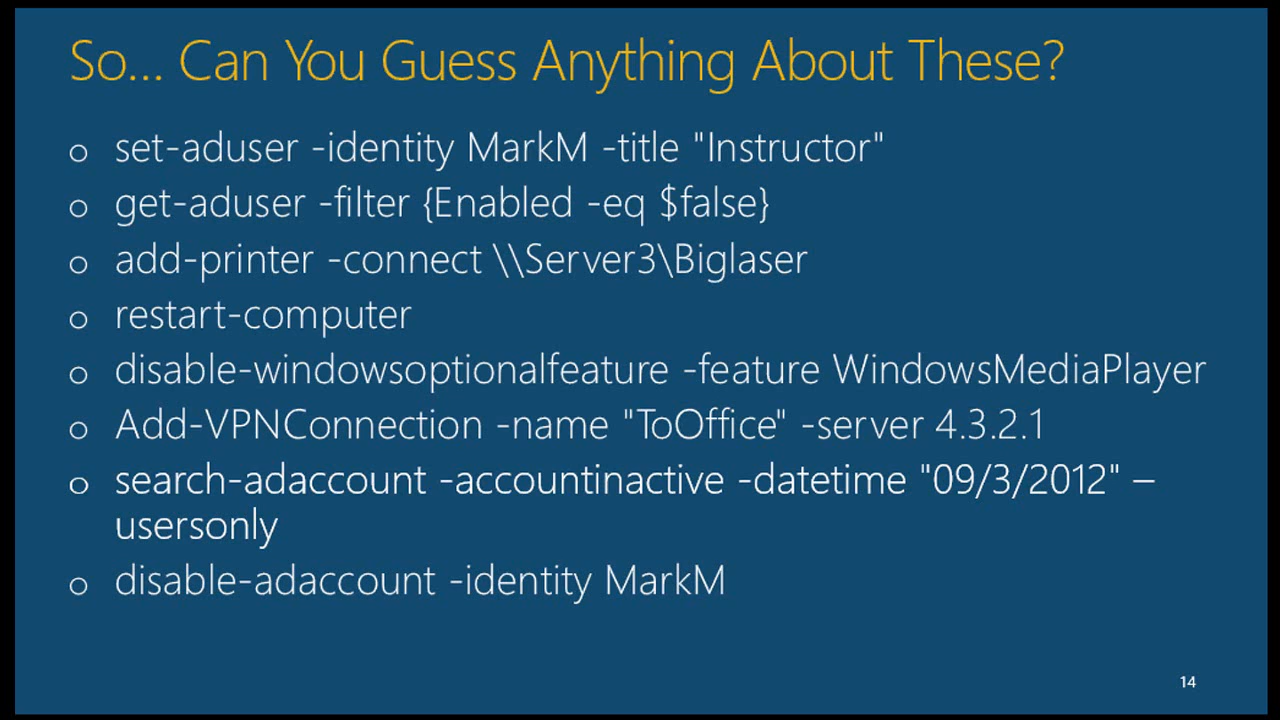 So... Can You Guess Anything About These?
o set-aduser -identity MarkM -title "Instructor"
o get-aduser -filter {Enabled -eq $false}
o add-printer -connect \\Server3\Biglaser
o restart-computer
o disable-windowsoptionalfeature -feature WindowsMediaPlayer
o Add-VPNConnection -name "ToOffice" -server 4.3.2.1
o search-adaccount -accountinactive -datetime "09/3/2012" –
usersonly
o disable-adaccount -identity MarkM
14